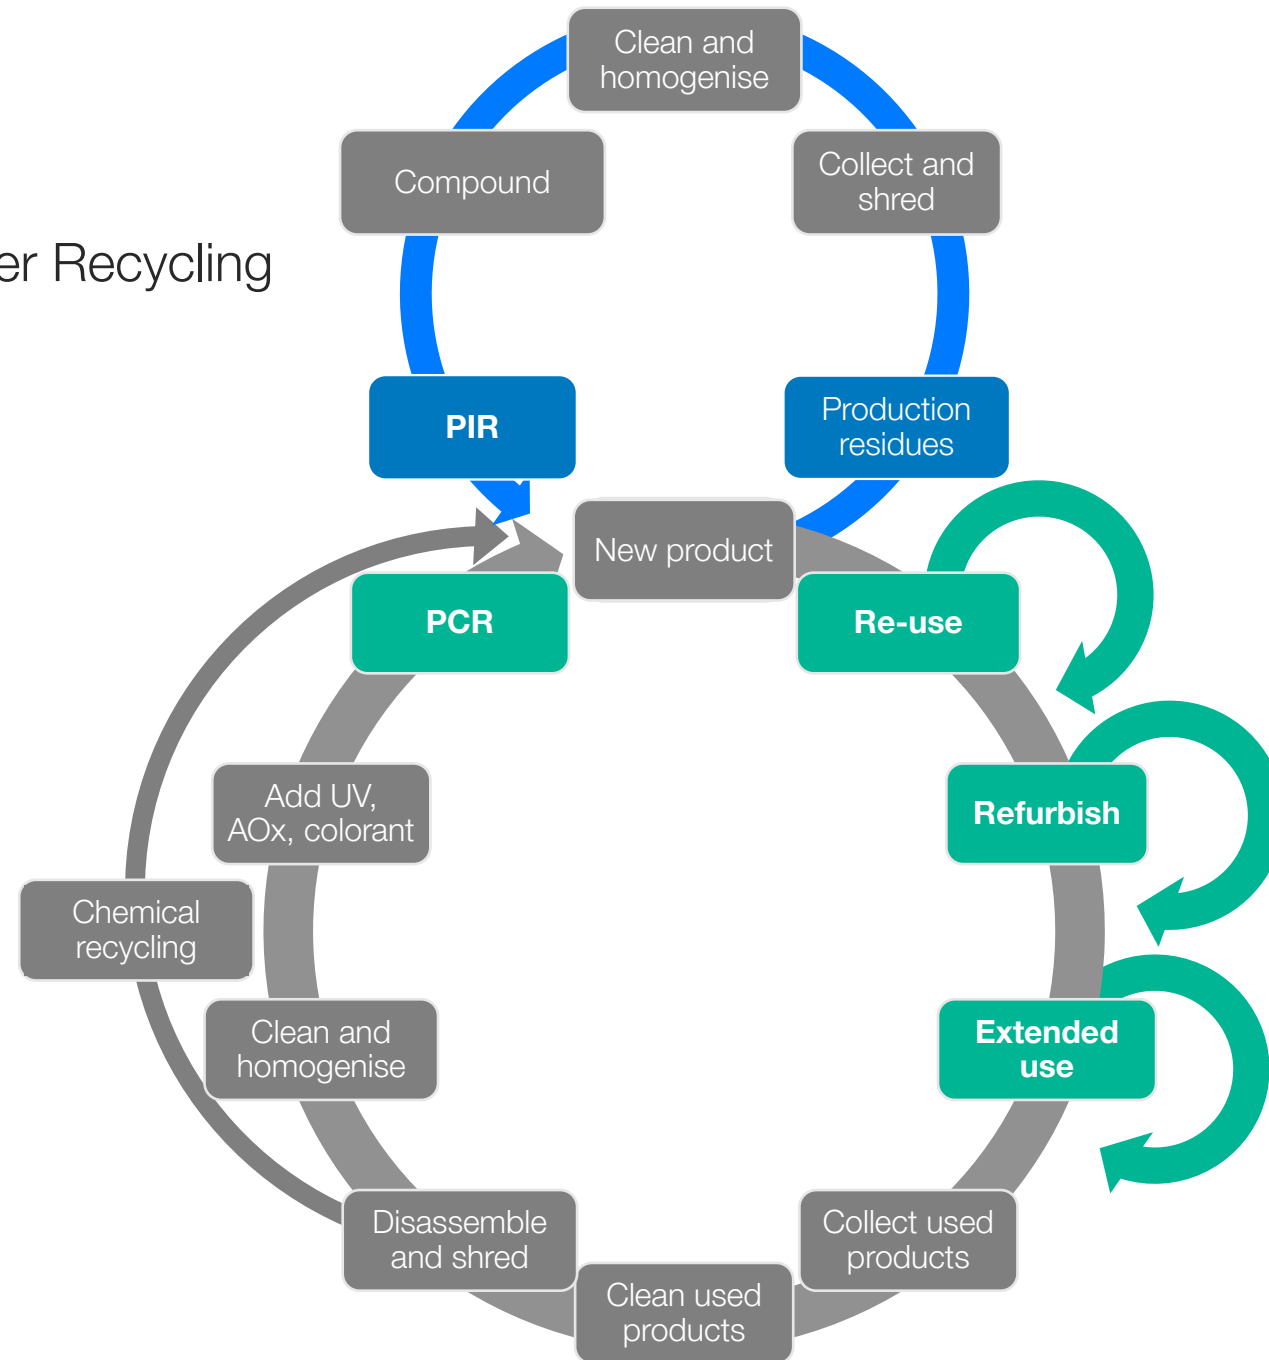 Clean and
homogenise
Compound
Collect and
shred
er Recycling
PIR
Production
residues
New product
PCR
Re-use
Add UV,
AOx, colorant
Refurbish
Chemical
recycling
Clean and
homogenise
Extended
use
Disassemble
and shred
Collect used
products
Clean used
products